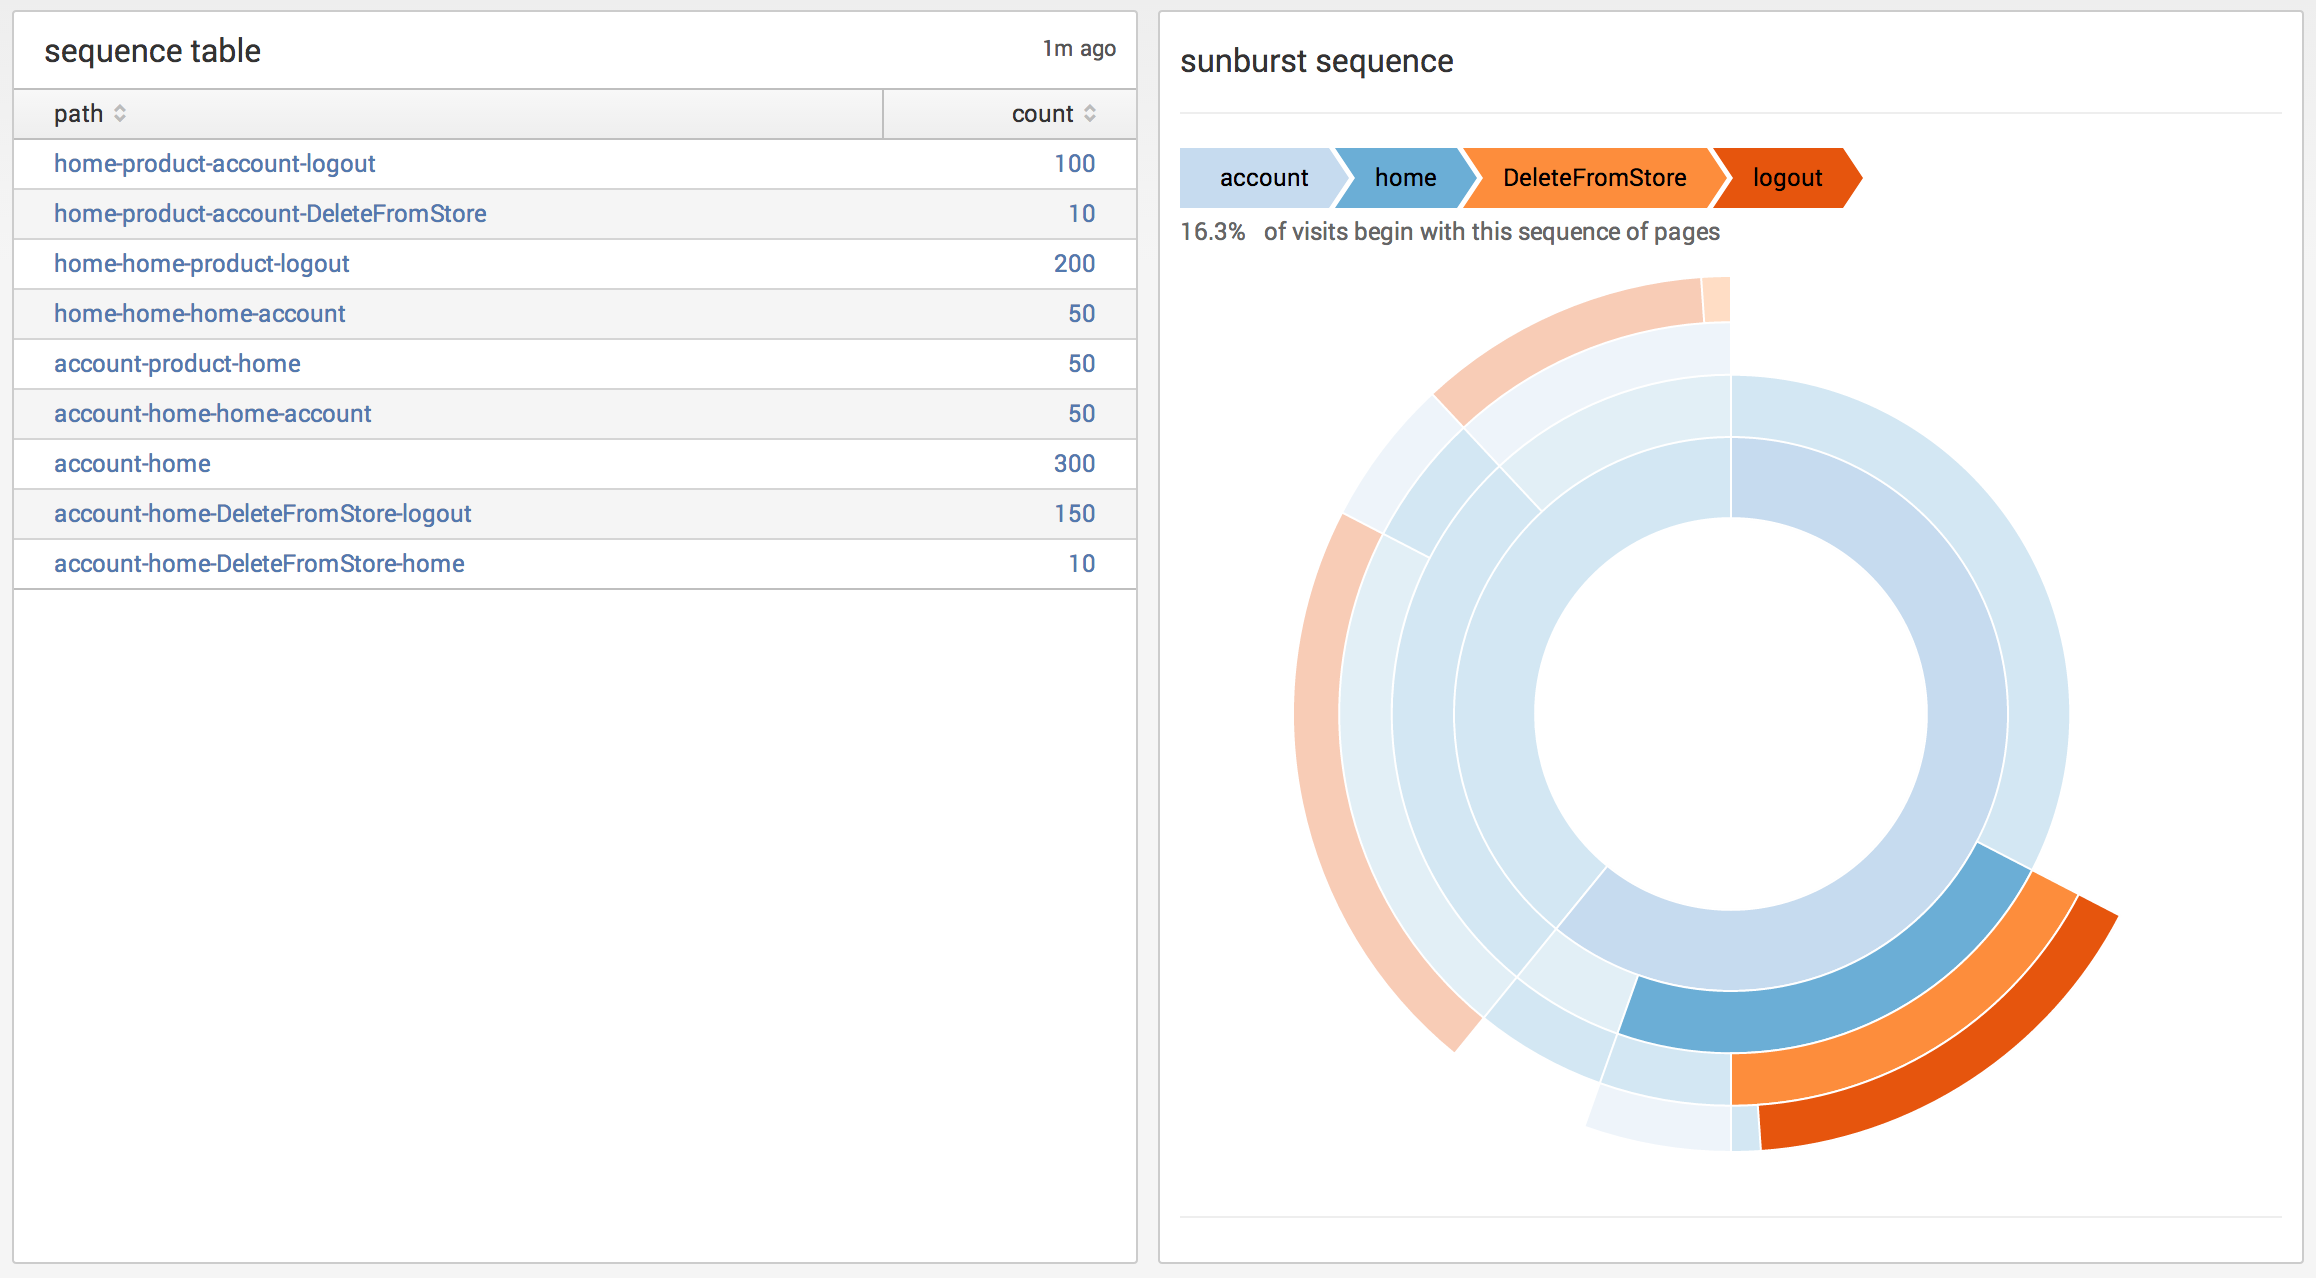 sequence table
1m ago
path count
home-product-account-logout 100
home-product-account-DeleteFromStore 10
home-home-product-logout 200
home-home-home-account 50
account-product-home 50
account-home-home-account 50
account-home 300
account-home-DeleteFromStore-logout 150
account-home-DeleteFromStore-home 10
sunburst sequence
account home DeleteFromStore logout
16.3% of visits begin with this sequence of pages